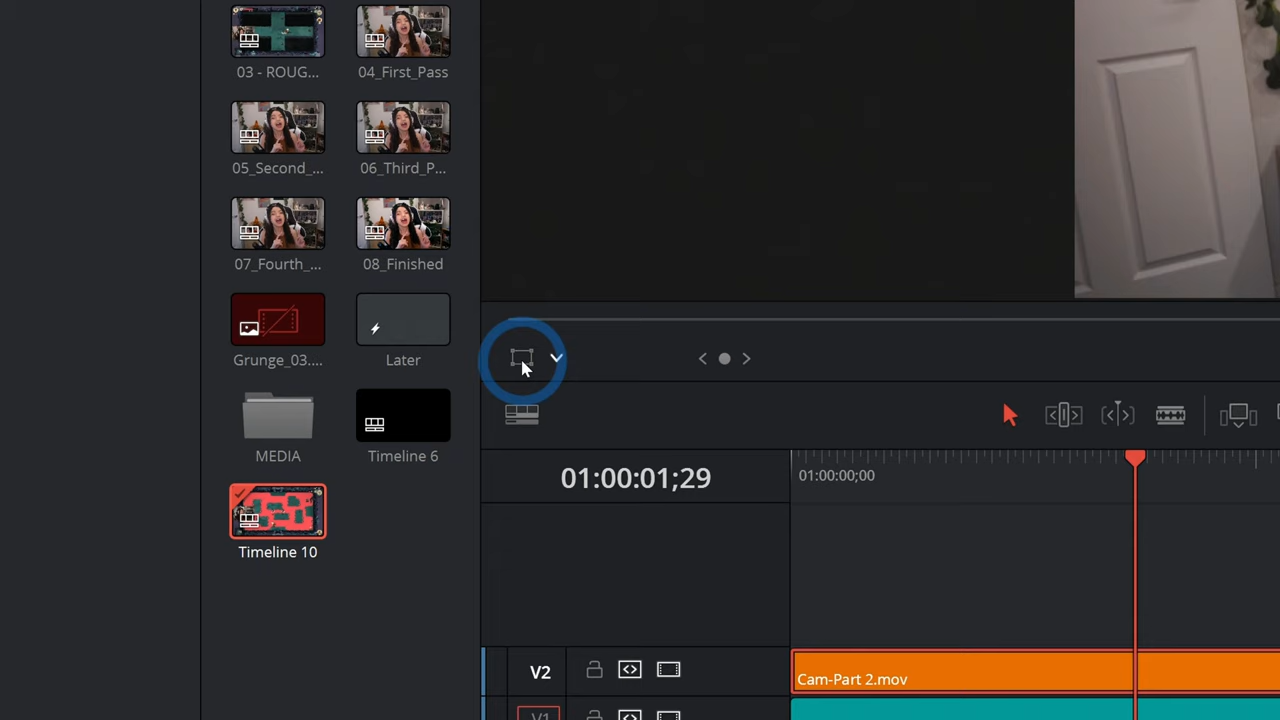 03 - ROUG...
04_First_Pass
05_Second_...
06_Third_P...
07_Fourth_...
08_Finished
Grunge_03....
Later
MEDIA
Timeline 6
Timeline 10
01:00:01;29
01:00:00;00
V2
Cam-Part 2.mov
V1